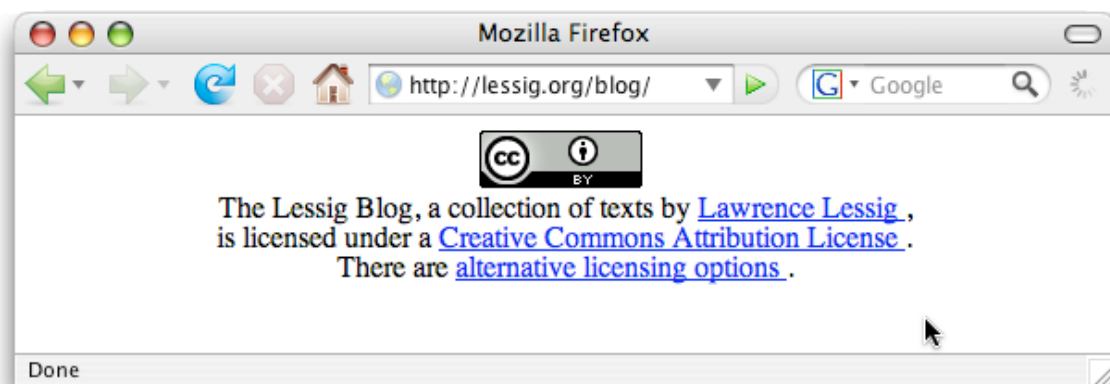 Mozilla Firefox
http://lessig.org/blog/
G Google
cc
BY
The Lessig Blog, a collection of texts by Lawrence Lessig ,
is licensed under a Creative Commons Attribution License .
There are alternative licensing options .
Done